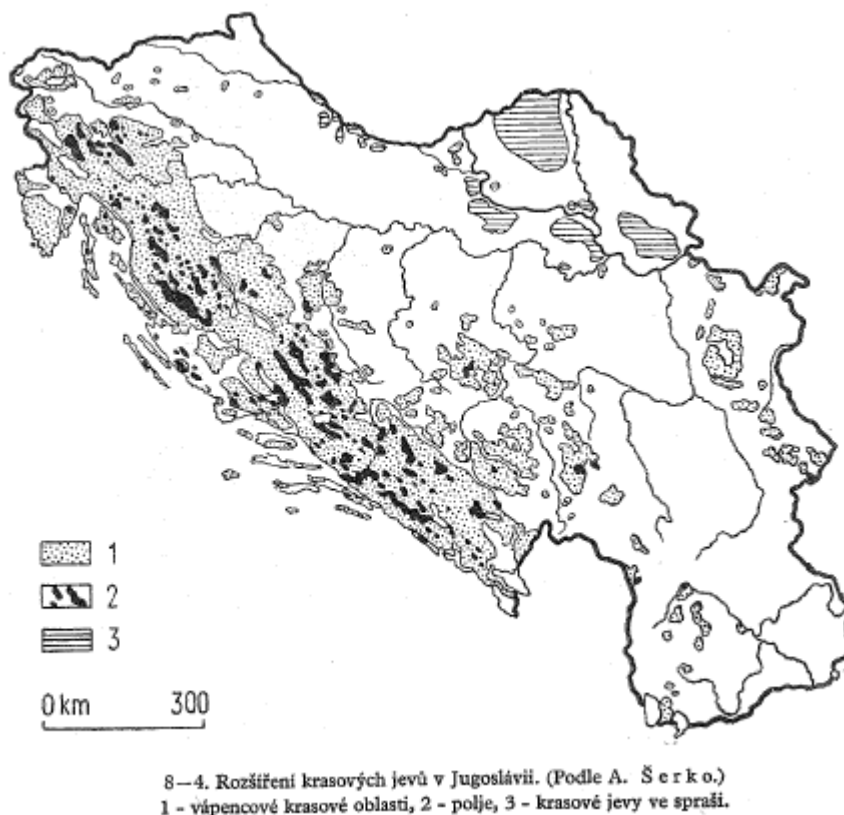 1
2
3
0 km 300
8—4. Rozšíření krasových jevů v Jugoslávii. (Podle A. Šerko.)
1 - vápencové krasové oblasti, 2 - polje, 3 - krasové jevy ve spraši.